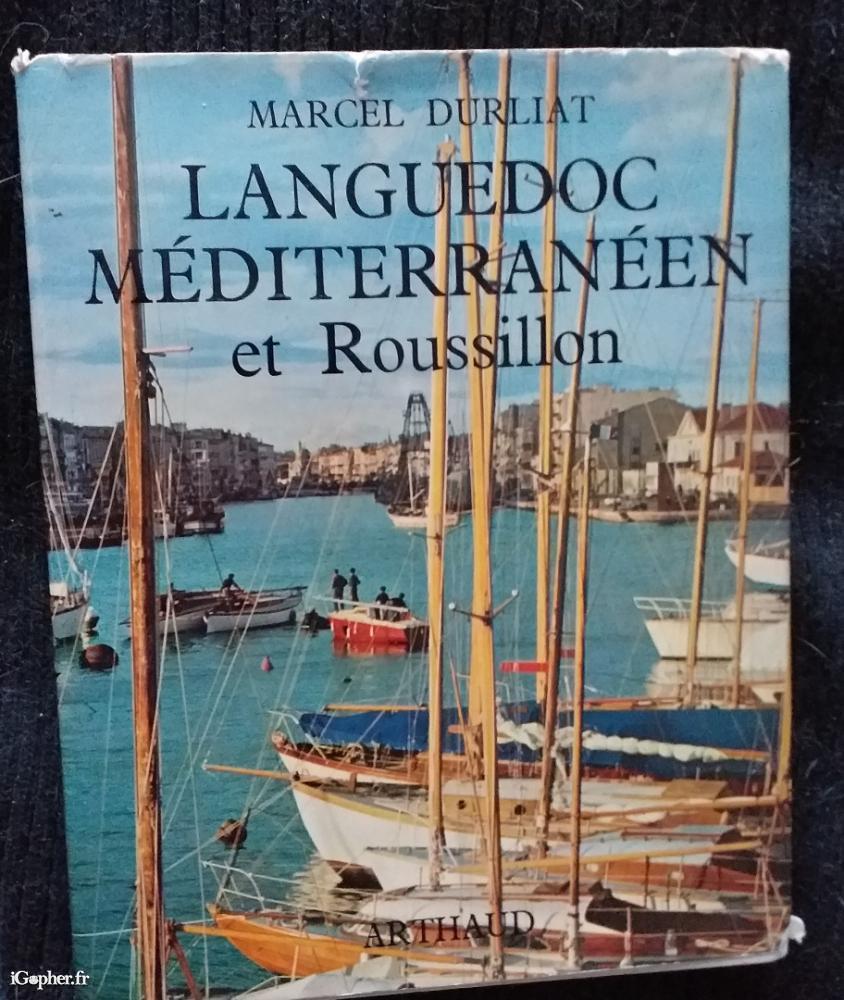 MARCEL DURLIAT
LANGUEDOC
MÉDITERRANÉEN
et Roussillon
ARTHAUD
iGopher.fr